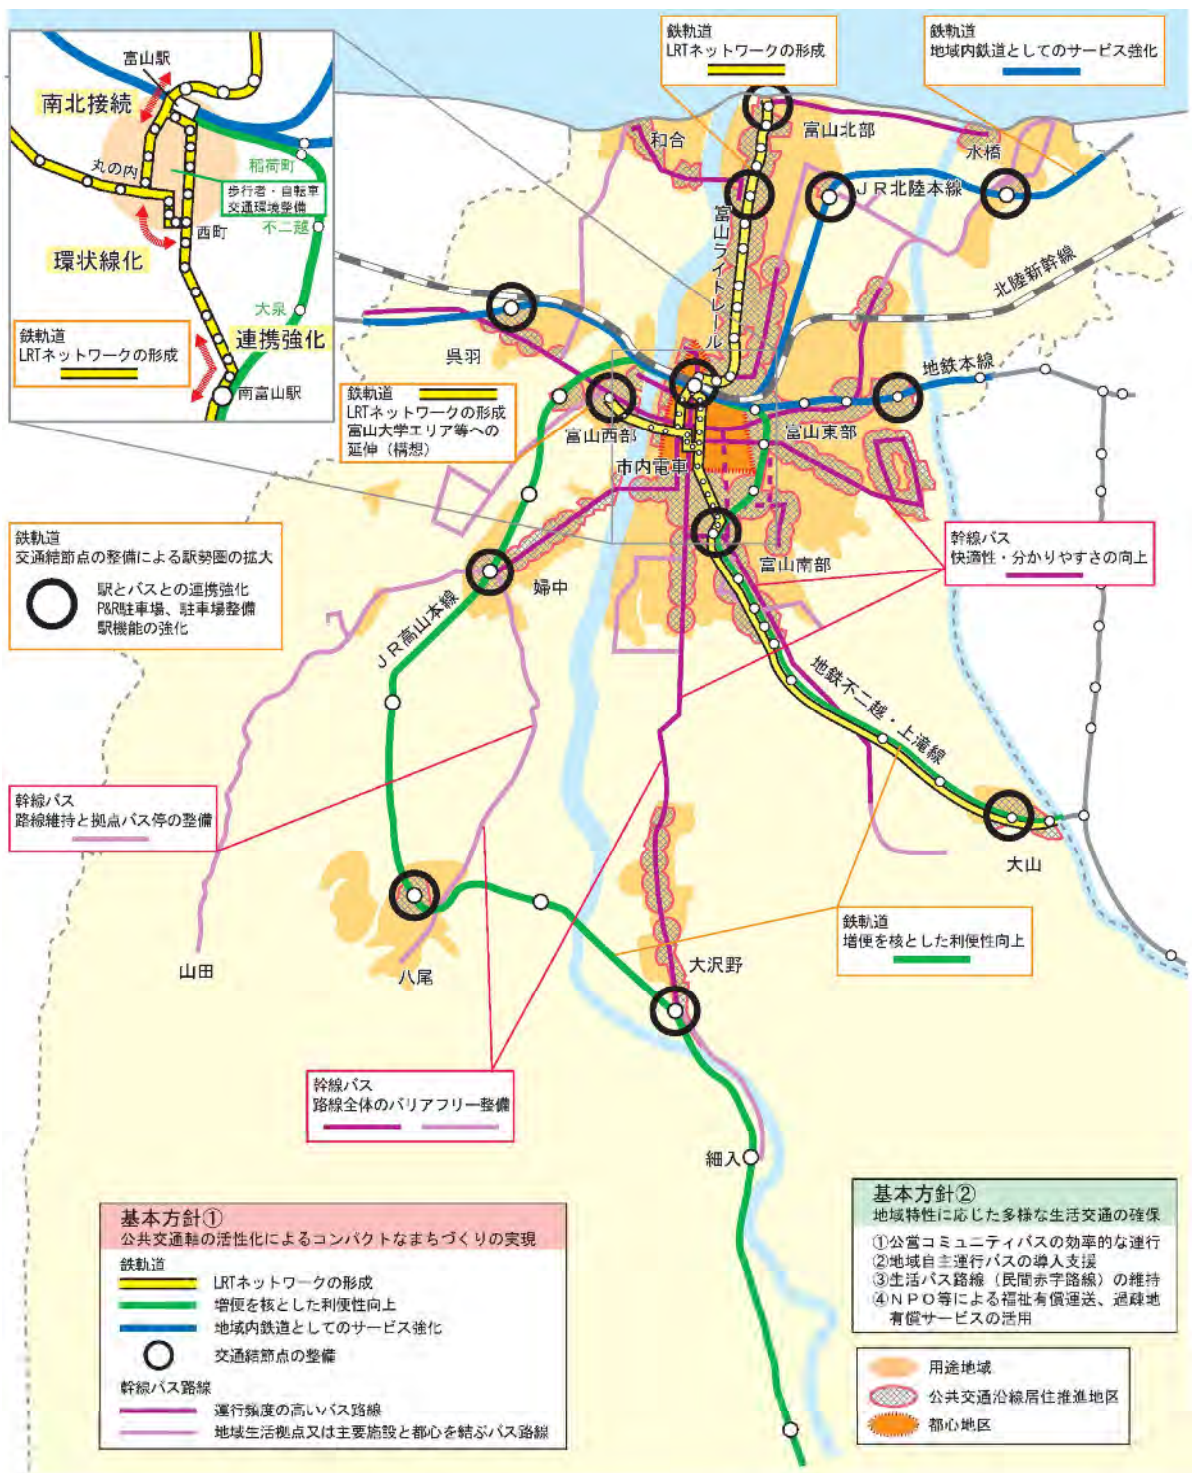 鉄軌道
LRTネットワークの形成
鉄軌道
地域内鉄道としてのサービス強化
富山駅
南北接続
丸の内
稲荷町
歩行者・自転車
交通環境整備
西町
不二越
環状線化
大泉
鉄軌道
LRTネットワークの形成
連携強化
南富山駅
富山北部
和合
水橋
JR北陸本線
富山ライトレール
北陸新幹線
呉羽
地鉄本線
鉄軌道
LRTネットワークの形成
富山大学エリア等への
延伸（構想）
富山西部
富山東部
市内電車
鉄軌道
交通結節点の整備による駅勢圏の拡大
駅とバスとの連携強化
P&R駐車場、駐車場整備
駅機能の強化
幹線バス
快適性・分かりやすさの向上
富山南部
婦中
JR高山本線
地鉄不二越・上滝線
幹線バス
路線維持と拠点バス停の整備
大山
鉄軌道
増便を核とした利便性向上
山田
八尾
大沢野
幹線バス
路線全体のバリアフリー整備
細入
基本方針①
公共交通軸の活性化によるコンパクトなまちづくりの実現
鉄軌道
LRTネットワークの形成
増便を核とした利便性向上
地域内鉄道としてのサービス強化
交通結節点の整備
幹線バス路線
運行頻度の高いバス路線
地域生活拠点又は主要施設と都心を結ぶバス路線
基本方針②
地域特性に応じた多様な生活交通の確保
①公営コミュニティバスの効率的な運行
②地域自主運行バスの導入支援
③生活バス路線（民間赤字路線）の維持
④NPO等による福祉有償運送、過疎地
有償サービスの活用
用途地域
公共交通沿線居住推進地区
都心地区